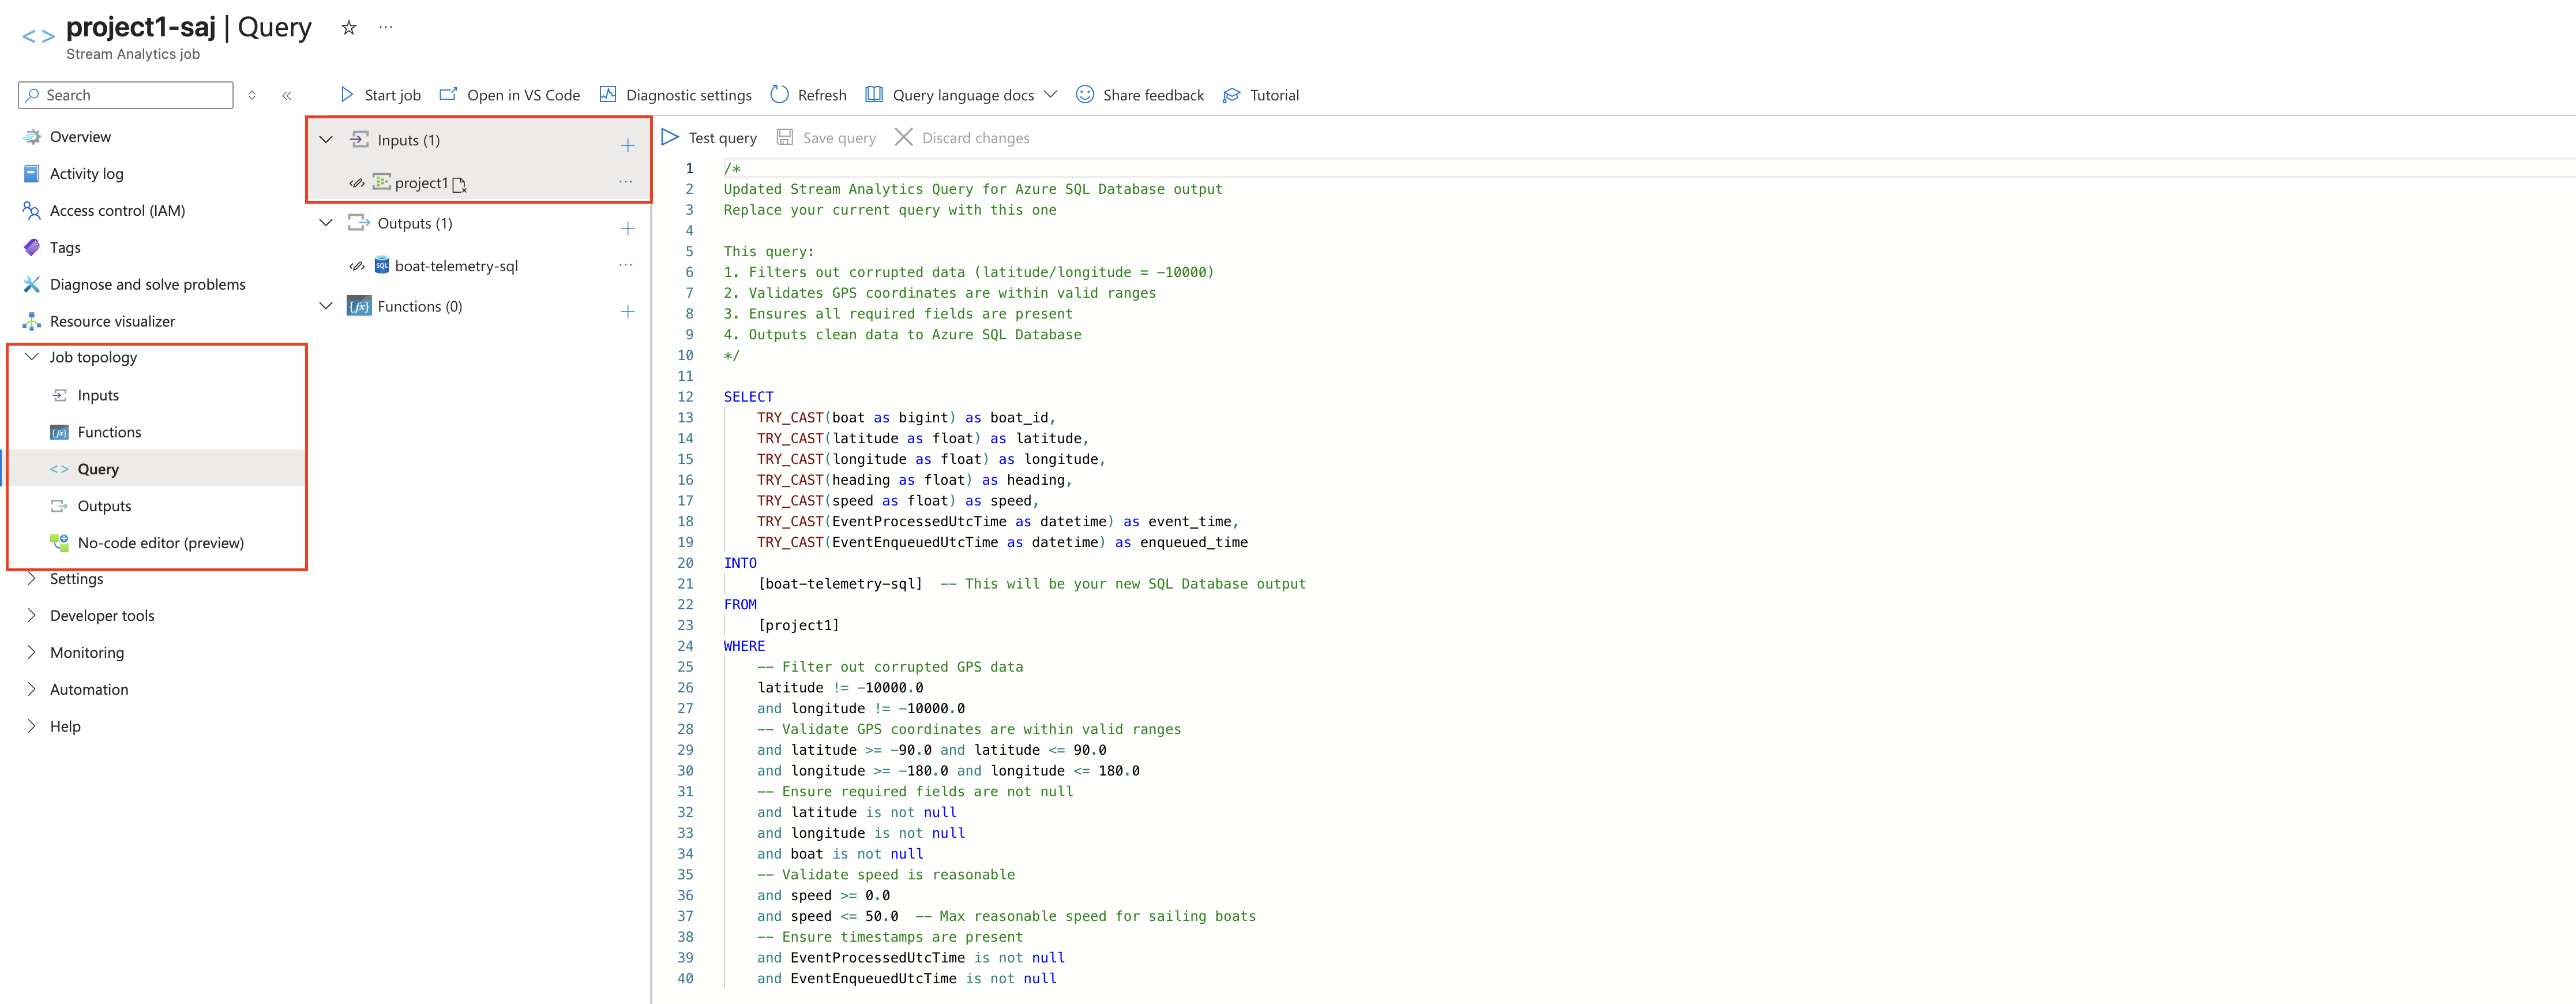 project1-saj | Query
Stream Analytics job
Search
Start job
Open in VS Code
Diagnostic settings
Refresh
Query language docs
Share feedback
Tutorial
Overview
Activity log
Access control (IAM)
Tags
Diagnose and solve problems
Resource visualizer
Job topology
Inputs
{fx} Functions
<> Query
Outputs
No-code editor (preview)
Settings
Developer tools
Monitoring
Automation
Help
Inputs (1)
project1
Outputs (1)
SQL boat-telemetry-sql
{fx} Functions (0)
Test query
Save query
Discard changes
1 /*
2 Updated Stream Analytics Query for Azure SQL Database output
3 Replace your current query with this one
4
5 This query:
6 1. Filters out corrupted data (latitude/longitude = -10000)
7 2. Validates GPS coordinates are within valid ranges
8 3. Ensures all required fields are present
9 4. Outputs clean data to Azure SQL Database
10 */
11
12 SELECT
13 TRY_CAST(boat as bigint) as boat_id,
14 TRY_CAST(latitude as float) as latitude,
15 TRY_CAST(longitude as float) as longitude,
16 TRY_CAST(heading as float) as heading,
17 TRY_CAST(speed as float) as speed,
18 TRY_CAST(EventProcessedUtcTime as datetime) as event_time,
19 TRY_CAST(EventEnqueuedUtcTime as datetime) as enqueued_time
20 INTO
21 [boat-telemetry-sql] -- This will be your new SQL Database output
22 FROM
23 [project1]
24 WHERE
25 -- Filter out corrupted GPS data
26 latitude != -10000.0
27 and longitude != -10000.0
28 -- Validate GPS coordinates are within valid ranges
29 and latitude >= -90.0 and latitude <= 90.0
30 and longitude >= -180.0 and longitude <= 180.0
31 -- Ensure required fields are not null
32 and latitude is not null
33 and longitude is not null
34 and boat is not null
35 -- Validate speed is reasonable
36 and speed >= 0.0
37 and speed <= 50.0 -- Max reasonable speed for sailing boats
38 -- Ensure timestamps are present
39 and EventProcessedUtcTime is not null
40 and EventEnqueuedUtcTime is not null